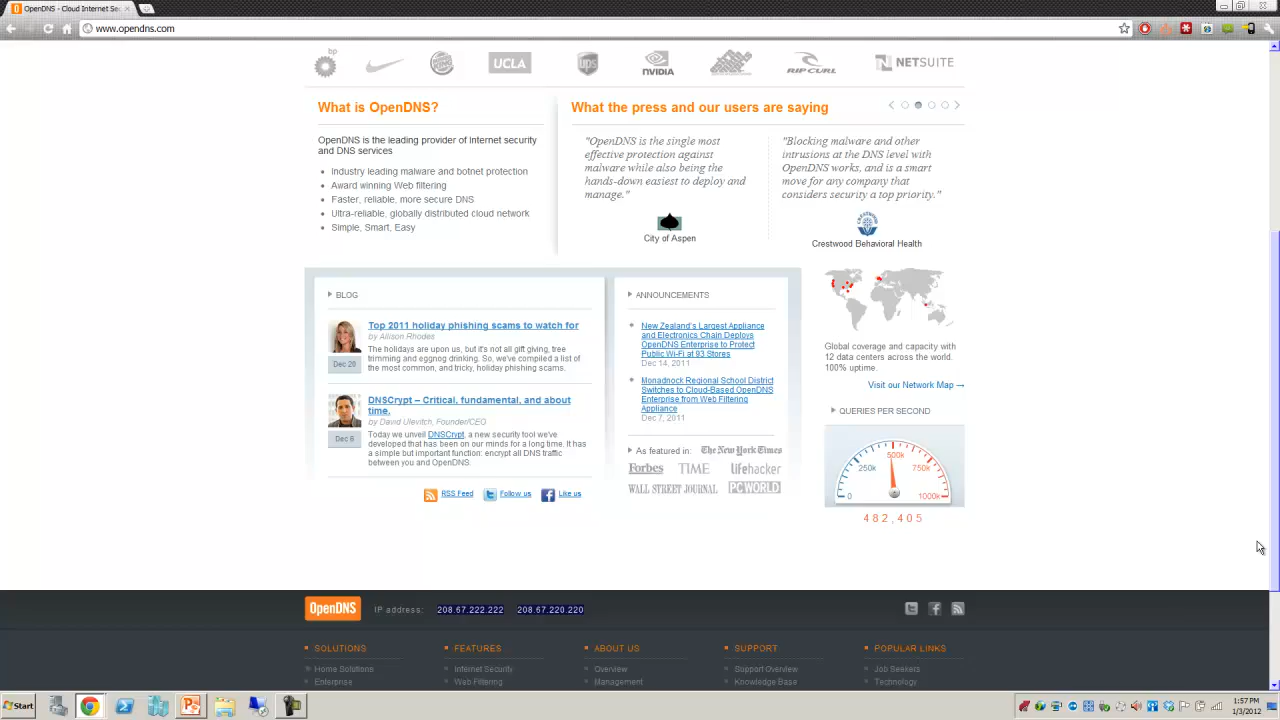 OpenDNS - Cloud Internet Sec
www.opendns.com
bp
UCLA
ups
NVIDIA
RIP CURL
NETSUITE
What is OpenDNS?
OpenDNS is the leading provider of Internet security
and DNS services
Industry leading malware and botnet protection
Award winning Web filtering
Faster, reliable, more secure DNS
Ultra-reliable, globally distributed cloud network
Simple, Smart, Easy
What the press and our users are saying
"OpenDNS is the single most
effective protection against
malware while also being the
hands-down easiest to deploy and
manage."
City of Aspen
"Blocking malware and other
intrusions at the DNS level with
OpenDNS works, and is a smart
move for any company that
considers security a top priority."
Crestwood Behavioral Health
BLOG
Top 2011 holiday phishing scams to watch for
by Allison Rhodes
The holidays are upon us, but it's not all gift giving, tree
trimming and eggnog drinking. So, we've compiled a list of
the most common, and tricky, holiday phishing scams.
Dec 20
DNSCrypt – Critical, fundamental, and about
time.
by David Ulevitch, Founder/CEO
Today we unveil DNSCrypt, a new security tool we've
developed that has been on our minds for a long time. It has
a simple but important function: encrypt all DNS traffic
between you and OpenDNS.
Dec 6
RSS Feed
Follow us
Like us
ANNOUNCEMENTS
New Zealand's Largest Appliance
and Electronics Chain Deploys
OpenDNS Enterprise to Protect
Public Wi-Fi at 93 Stores
Dec 14, 2011
Monadnock Regional School District
Switches to Cloud-Based OpenDNS
Enterprise from Web Filtering
Appliance
Dec 7, 2011
As featured in: The New York Times
Forbes TIME lifehacker
WALL STREET JOURNAL PC WORLD
Global coverage and capacity with
12 data centers across the world.
100% uptime.
Visit our Network Map →
QUERIES PER SECOND
500k
250k 750k
0 1000k
482,405
OpenDNS IP address: 208.67.222.222 208.67.220.220
SOLUTIONS FEATURES ABOUT US SUPPORT POPULAR LINKS
Home Solutions Internet Security Overview Support Overview Job Seekers
Enterprise Web Filtering Management Knowledge Base Technology
Start
1:57 PM
1/3/2012